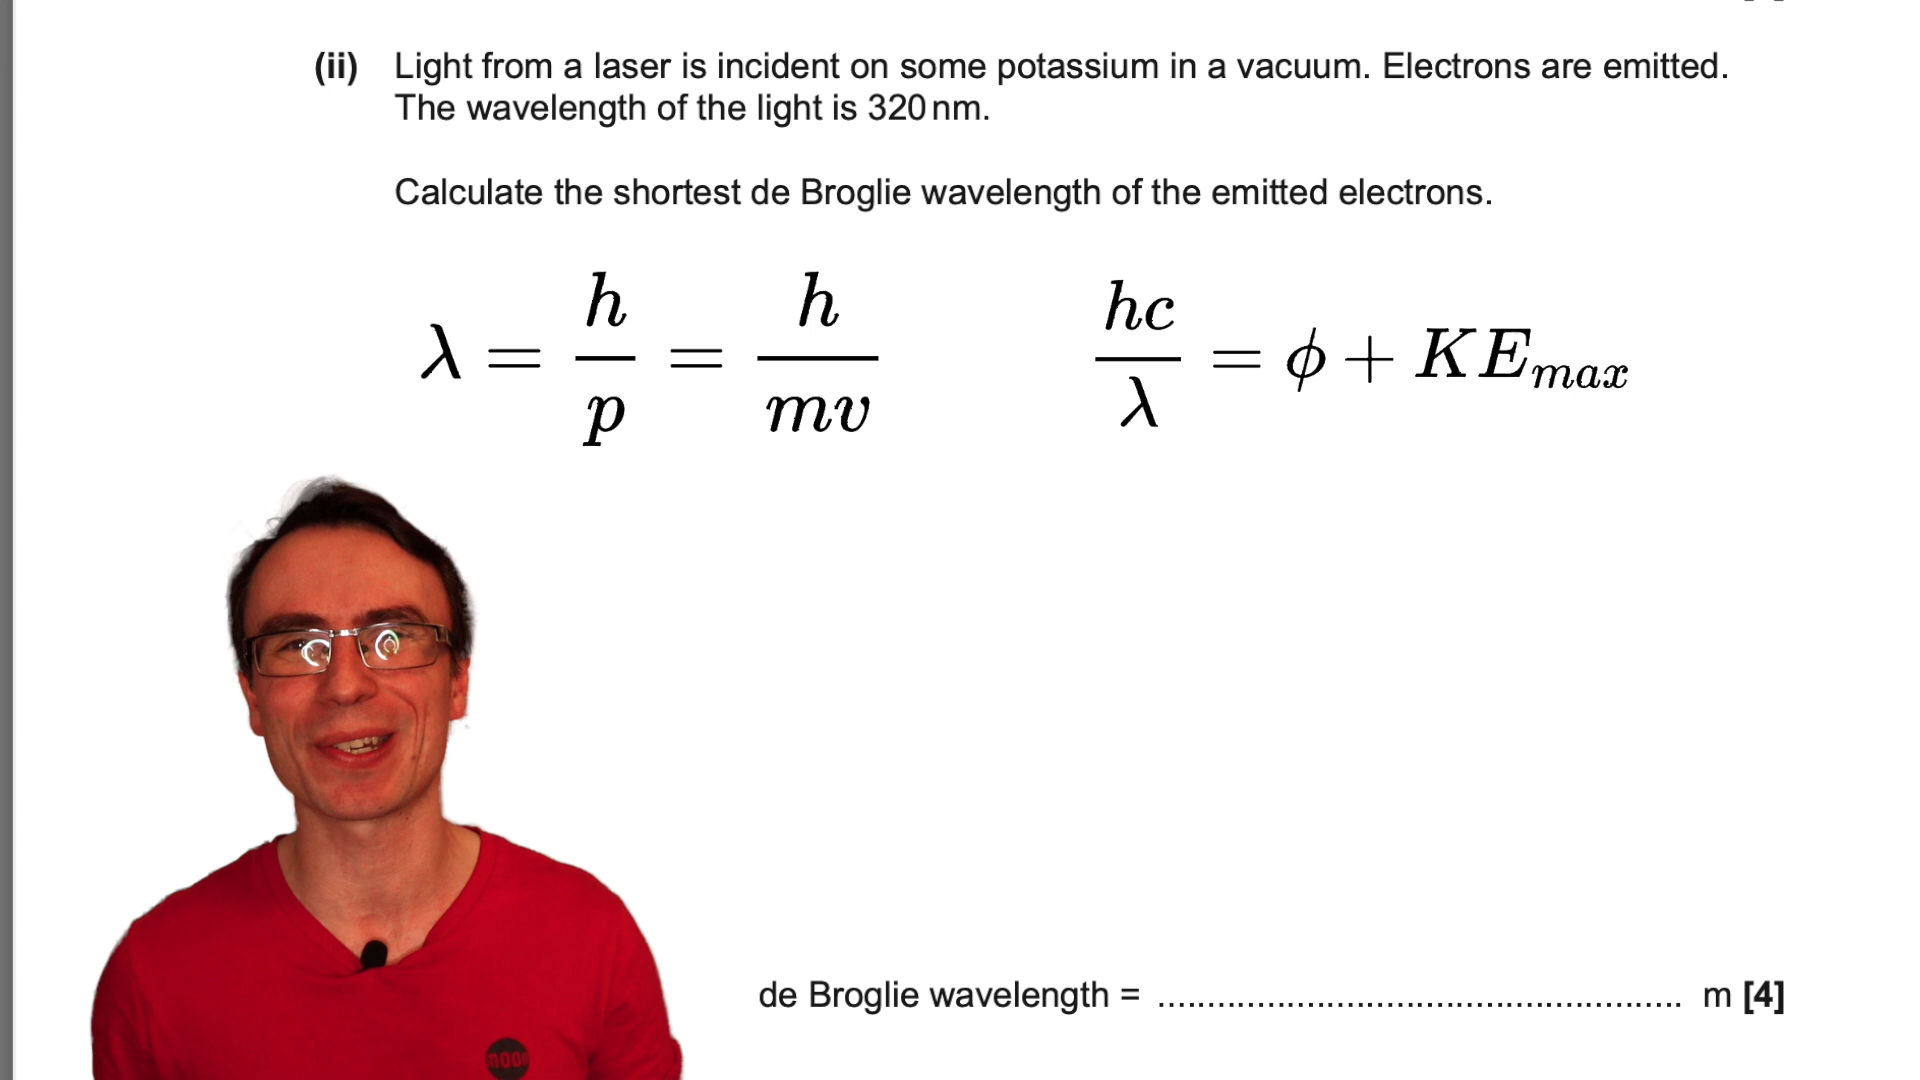 (ii) Light from a laser is incident on some potassium in a vacuum. Electrons are emitted.
The wavelength of the light is 320 nm.
Calculate the shortest de Broglie wavelength of the emitted electrons.
λ = h/p = h/mv
hc/λ = ϕ + KE_max
moon
de Broglie wavelength = .................................................... m [4]